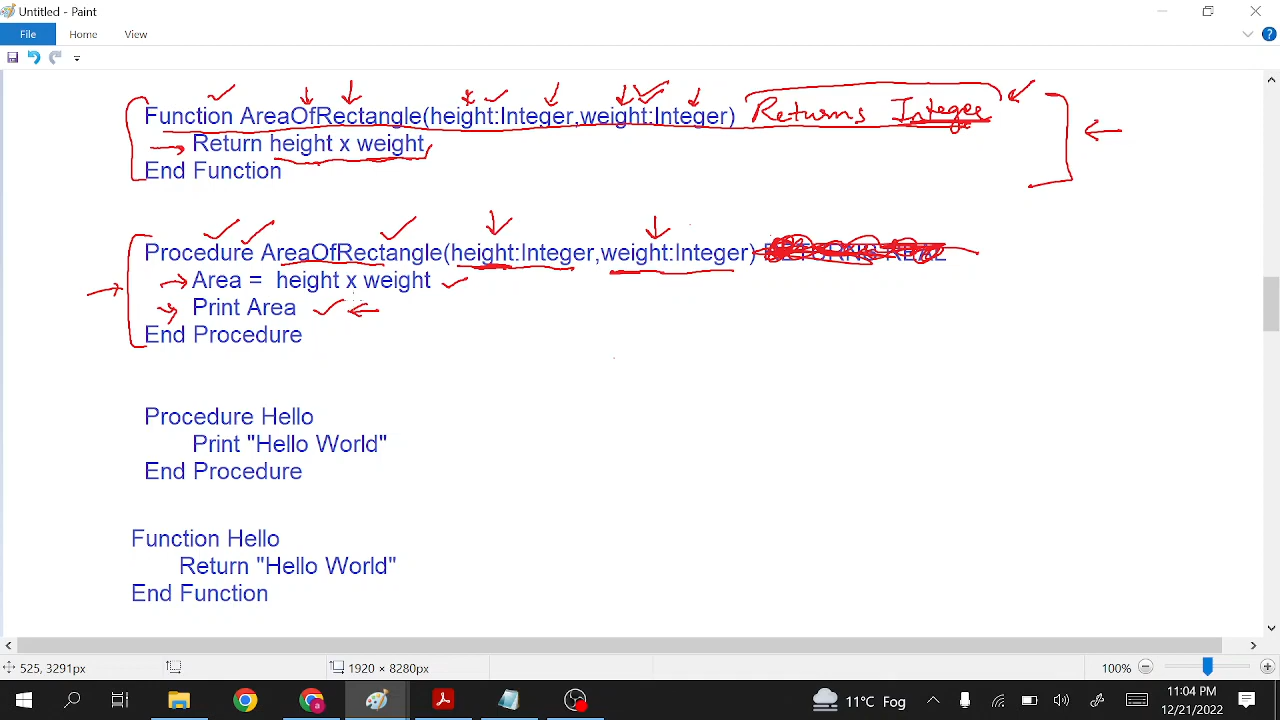 Untitled - Paint
File Home View
Function AreaOfRectangle(height:Integer,weight:Integer) Returns Integer
Return height x weight
End Function
Procedure AreaOfRectangle(height:Integer,weight:Integer)
Area = height x weight
Print Area
End Procedure
Procedure Hello
Print "Hello World"
End Procedure
Function Hello
Return "Hello World"
End Function
525, 3291px
1920 × 8280px
100%
11°C Fog
11:04 PM
12/21/2022